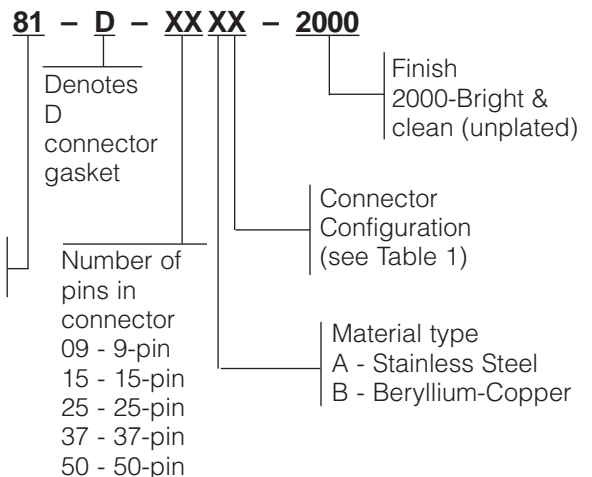 81 – D – XX XX – 2000
Denotes
D
connector
gasket
Finish
2000-Bright &
clean (unplated)
Connector
Configuration
(see Table 1)
Number of
pins in
connector
09 - 9-pin
15 - 15-pin
25 - 25-pin
37 - 37-pin
50 - 50-pin
Material type
A - Stainless Steel
B - Beryllium-Copper